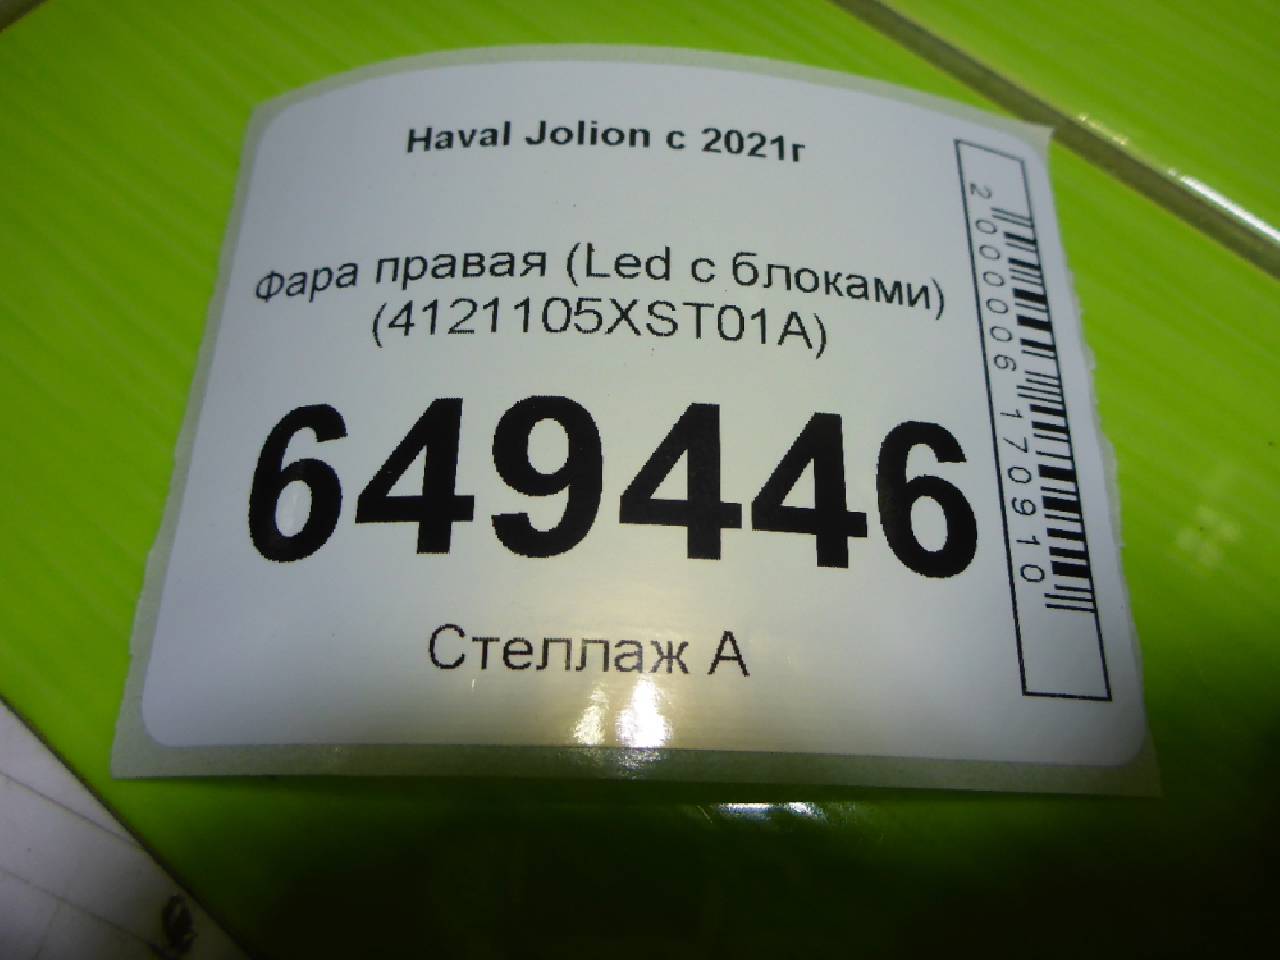 Haval Jolion с 2021г
Фара правая (Led с блоками)
(4121105XST01A)
649446
Стеллаж А
2000006170910